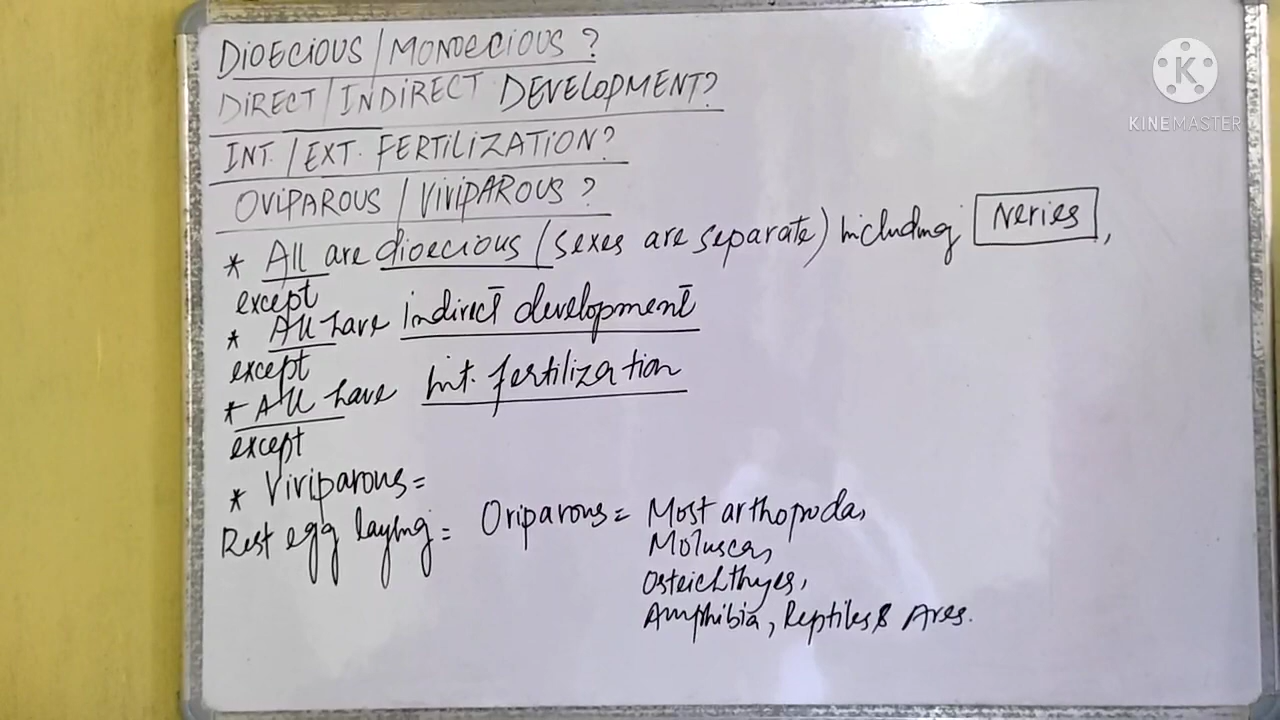 DIOECIOUS / MONOECIOUS ?
DIRECT / INDIRECT DEVELOPMENT?
INT. / EXT. FERTILIZATION?
OVIPAROUS / VIVIPAROUS ?
* All are dioecious (sexes are separate) including Neries,
except
* All have indirect development
except
* All have Int. fertilization
except
* Viviparous =
Rest egg laying = Oviparous = Most arthopoda,
Molusca,
Osteichthyes,
Amphibia, Reptiles & Aves.
K
KINEMASTER